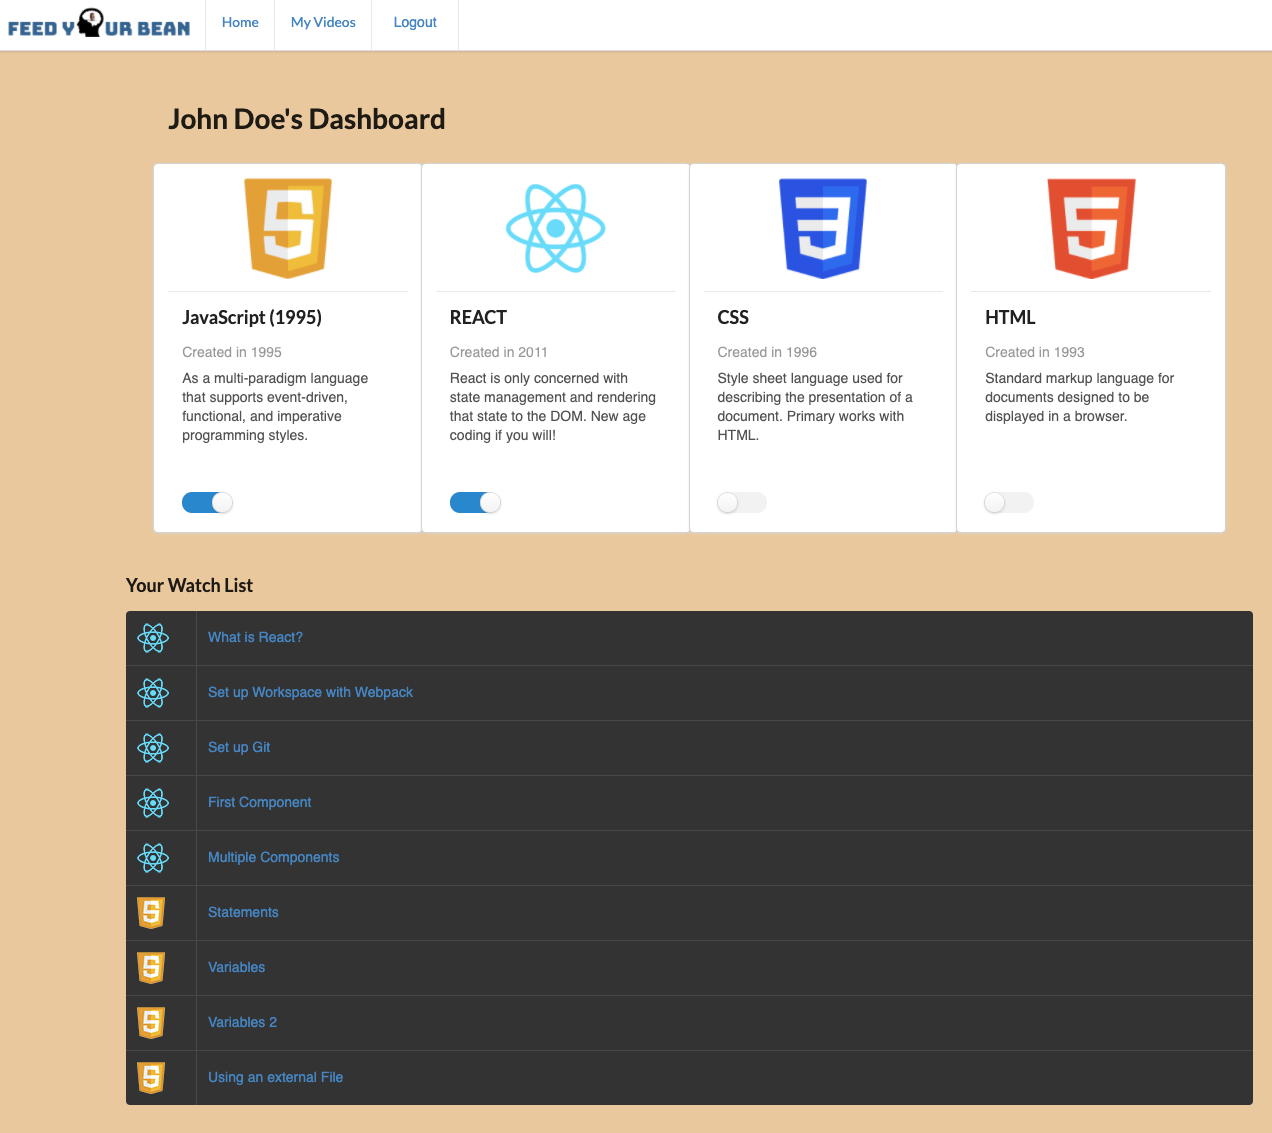 FEED Y UR BEAN
Home
My Videos
Logout
John Doe's Dashboard
JavaScript (1995)
Created in 1995
As a multi-paradigm language
that supports event-driven,
functional, and imperative
programming styles.
REACT
Created in 2011
React is only concerned with
state management and rendering
that state to the DOM. New age
coding if you will!
CSS
Created in 1996
Style sheet language used for
describing the presentation of a
document. Primary works with
HTML.
HTML
Created in 1993
Standard markup language for
documents designed to be
displayed in a browser.
Your Watch List
What is React?
Set up Workspace with Webpack
Set up Git
First Component
Multiple Components
Statements
Variables
Variables 2
Using an external File